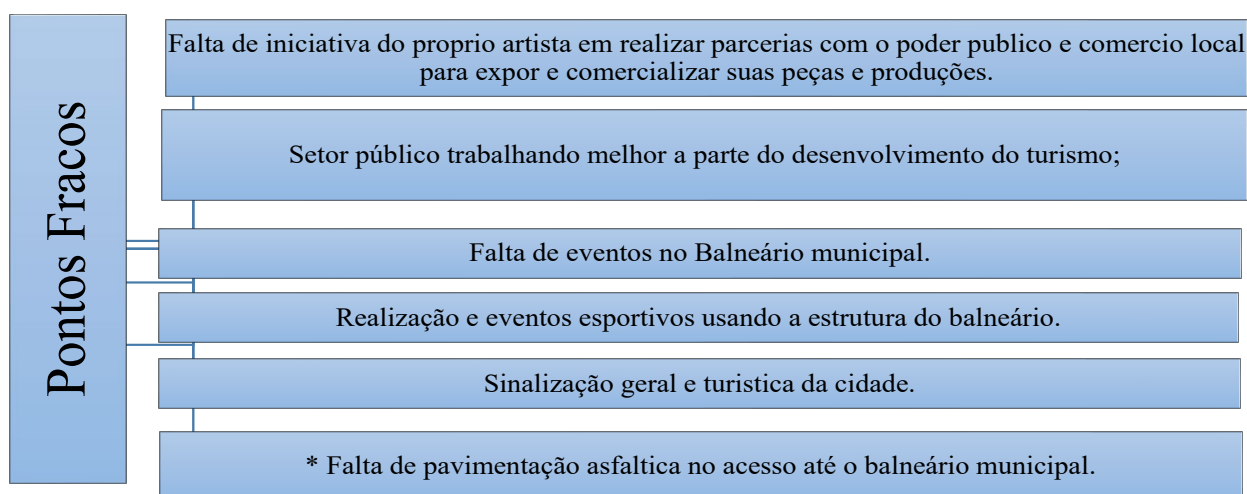 Pontos Fracos
Falta de iniciativa do proprio artista em realizar parcerias com o poder publico e comercio local
para expor e comercializar suas peças e produções.
Setor público trabalhando melhor a parte do desenvolvimento do turismo;
Falta de eventos no Balneário municipal.
Realização e eventos esportivos usando a estrutura do balneário.
Sinalização geral e turistica da cidade.
* Falta de pavimentação asfaltica no acesso até o balneário municipal.